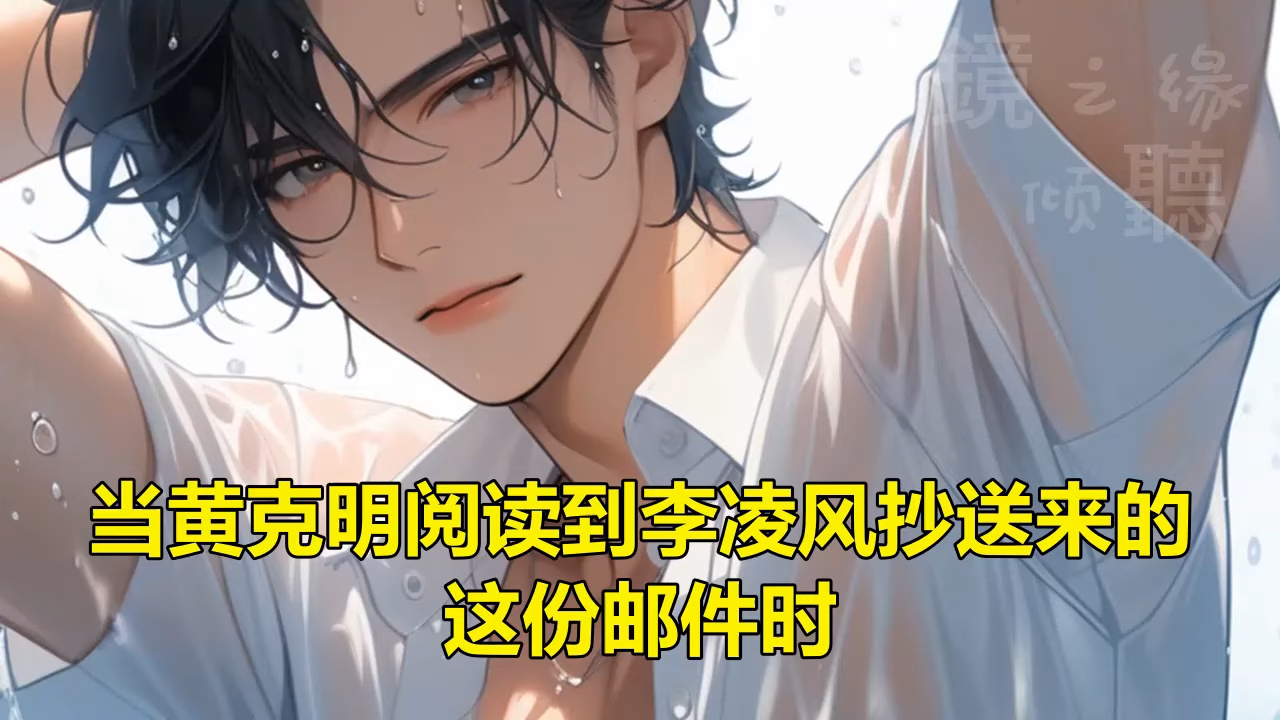 鏡之缘
倾聽
当黄克明阅读到李凌风抄送来的
这份邮件时